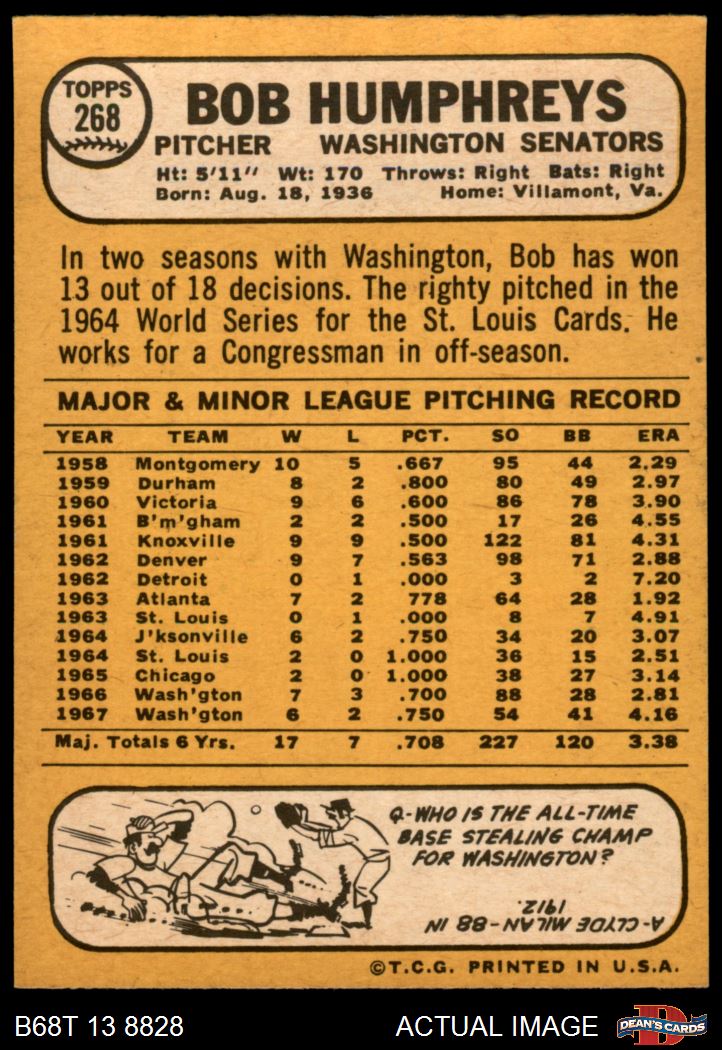 TOPPS
268
BOB HUMPHREYS
PITCHER WASHINGTON SENATORS
Ht: 5'11" Wt: 170 Throws: Right Bats: Right
Born: Aug. 18, 1936 Home: Villamont, Va.
In two seasons with Washington, Bob has won
13 out of 18 decisions. The righty pitched in the
1964 World Series for the St. Louis Cards. He
works for a Congressman in off-season.
MAJOR & MINOR LEAGUE PITCHING RECORD
YEAR TEAM W L PCT. SO BB ERA
1958 Montgomery 10 5 .667 95 44 2.29
1959 Durham 8 2 .800 80 49 2.97
1960 Victoria 9 6 .600 86 78 3.90
1961 B'm'gham 2 2 .500 17 26 4.55
1961 Knoxville 9 9 .500 122 81 4.31
1962 Denver 9 7 .563 98 71 2.88
1962 Detroit 0 1 .000 3 2 7.20
1963 Atlanta 7 2 778 64 28 1.92
1963 St. Louis 0 1 .000 8 7 4.91
1964 J'ksonville 6 2 .750 34 20 3.07
1964 St. Louis 2 0 1.000 36 15 2.51
1965 Chicago 2 0 1.000 38 27 3.14
1966 Wash'gton 7 3 .700 88 28 2.81
1967 Wash'gton 6 2 .750 54 41 4.16
Maj. Totals 6 Yrs. 17 7 .708 227 120 3.38
Q-WHO IS THE ALL-TIME
BASE STEALING CHAMP
FOR WASHINGTON?
A-CLYDE MILAN-88 IN
1912.
©T.C.G. PRINTED IN U.S.A.
B68T 13 8828
ACTUAL IMAGE
D
DEAN'S CARDS